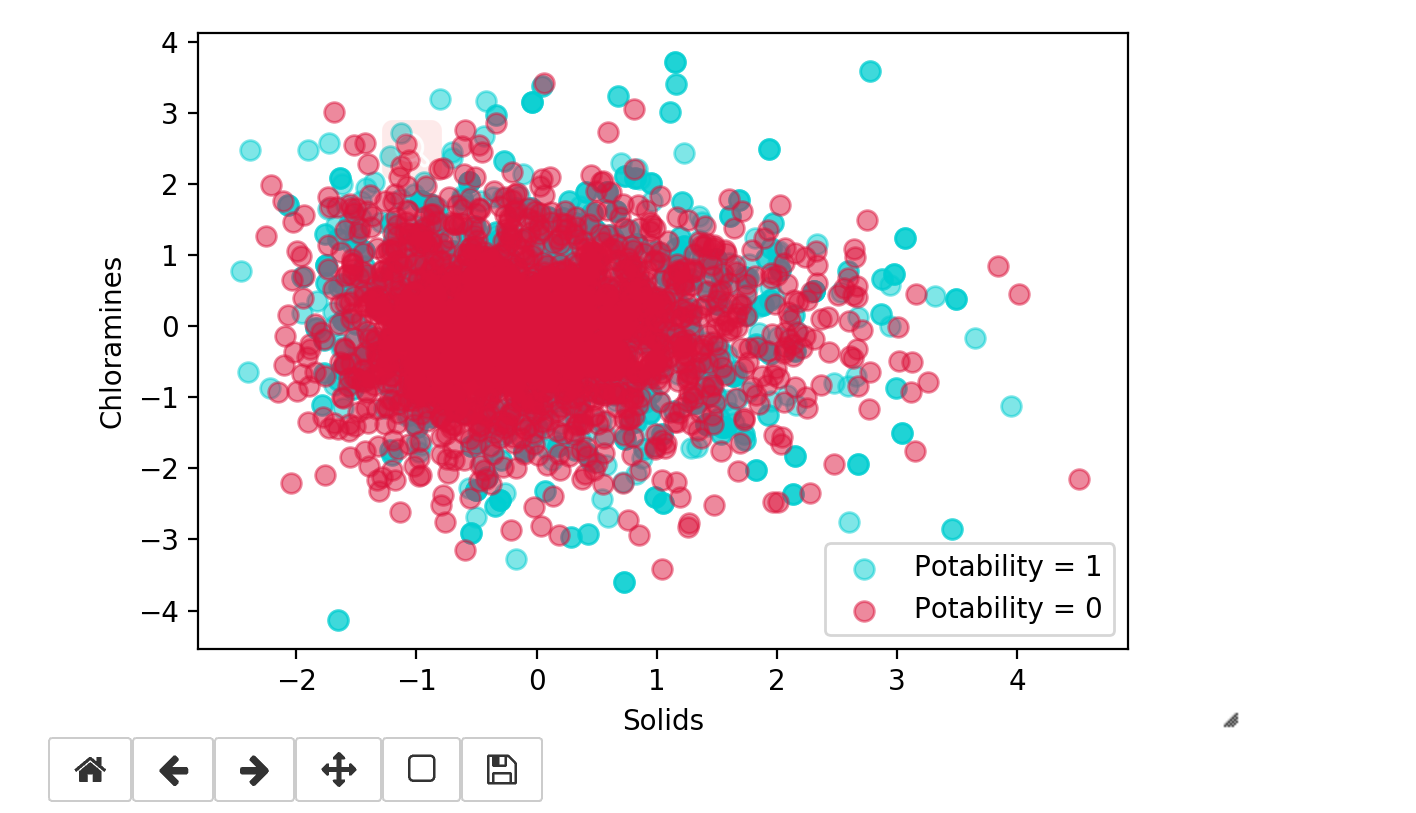 4
3
2
1
0
−1
−2
−3
−4
Chloramines
Potability = 1
Potability = 0
−2 −1 0 1 2 3 4
Solids